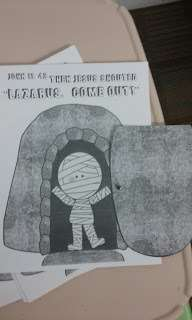 JOHN 11:43 THEN JESUS SHOUTED
"LAZARUS, COME OUT!"